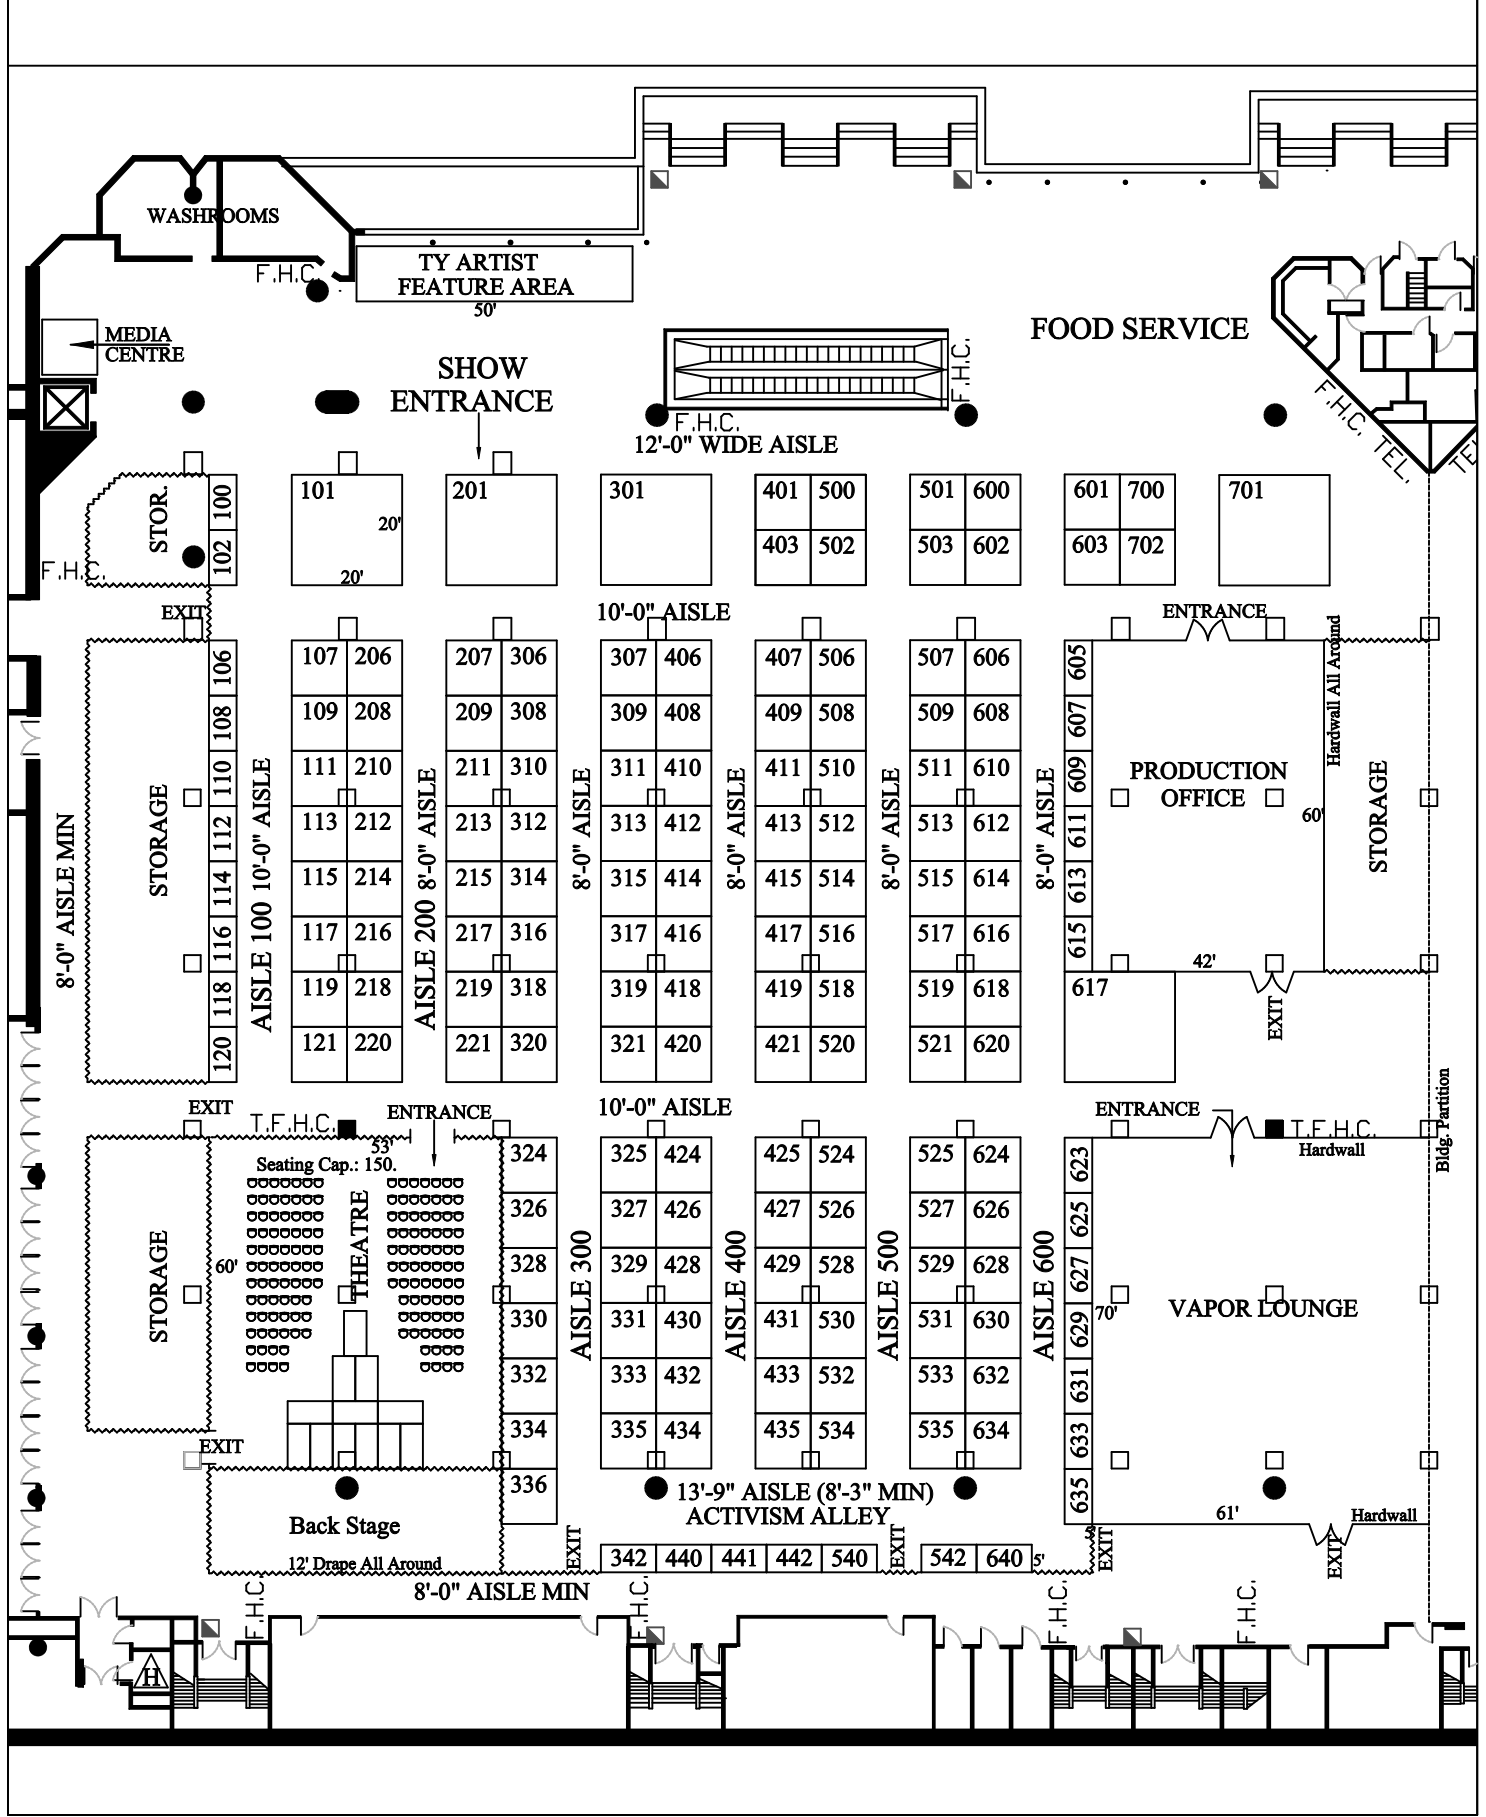 WASHROOMS
F.H.C.
TY ARTIST
FEATURE AREA
50'
MEDIA
CENTRE
SHOW
ENTRANCE
F.H.C.
F.H.C.
12'-0" WIDE AISLE
FOOD SERVICE
F.H.C. TEL.
STOR.
100
102
101
20'
20'
201
301
401 500
403 502
501 600
503 602
601 700
603 702
701
F.H.C.
EXIT
10'-0" AISLE
ENTRANCE
Hardwall All Around
8'-0" AISLE MIN
STORAGE
106
108
110
112
114
116
118
120
AISLE 100 10'-0" AISLE
107 206
109 208
111 210
113 212
115 214
117 216
119 218
121 220
AISLE 200 8'-0" AISLE
207 306
209 308
211 310
213 312
215 314
217 316
219 318
221 320
8'-0" AISLE
307 406
309 408
311 410
313 412
315 414
317 416
319 418
321 420
8'-0" AISLE
407 506
409 508
411 510
413 512
415 514
417 516
419 518
421 520
8'-0" AISLE
507 606
509 608
511 610
513 612
515 614
517 616
519 618
521 620
8'-0" AISLE
605
607
609
611
613
615
617
PRODUCTION
OFFICE
60'
42'
STORAGE
EXIT
EXIT
T.F.H.C.
ENTRANCE
10'-0" AISLE
ENTRANCE
T.F.H.C.
Hardwall
Bldg. Partition
STORAGE
53'
Seating Cap.: 150.
THEATRE
60'
EXIT
Back Stage
12' Drape All Around
324
326
328
330
332
334
336
AISLE 300
325 424
327 426
329 428
331 430
333 432
335 434
AISLE 400
425 524
427 526
429 528
431 530
433 532
435 534
AISLE 500
525 624
527 626
529 628
531 630
533 632
535 634
AISLE 600
623
625
627
629
631
633
635
70'
VAPOR LOUNGE
61'
Hardwall
13'-9" AISLE (8'-3" MIN)
ACTIVISM ALLEY
EXIT
342 440 441 442 540
EXIT
542 640
5'
5'
EXIT
EXIT
8'-0" AISLE MIN
F.H.C.
F.H.C.
F.H.C.
F.H.C.
H